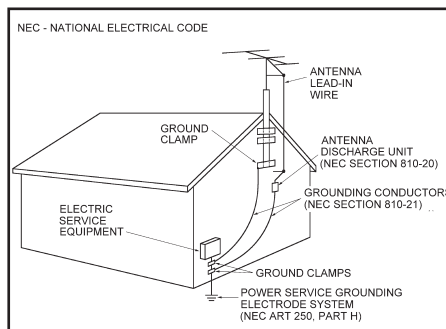 NEC - NATIONAL ELECTRICAL CODE
ANTENNA
LEAD-IN
WIRE
GROUND
CLAMP
ANTENNA
DISCHARGE UNIT
(NEC SECTION 810-20)
GROUNDING CONDUCTORS
(NEC SECTION 810-21)
ELECTRIC
SERVICE
EQUIPMENT
GROUND CLAMPS
POWER SERVICE GROUNDING
ELECTRODE SYSTEM
(NEC ART 250, PART H)